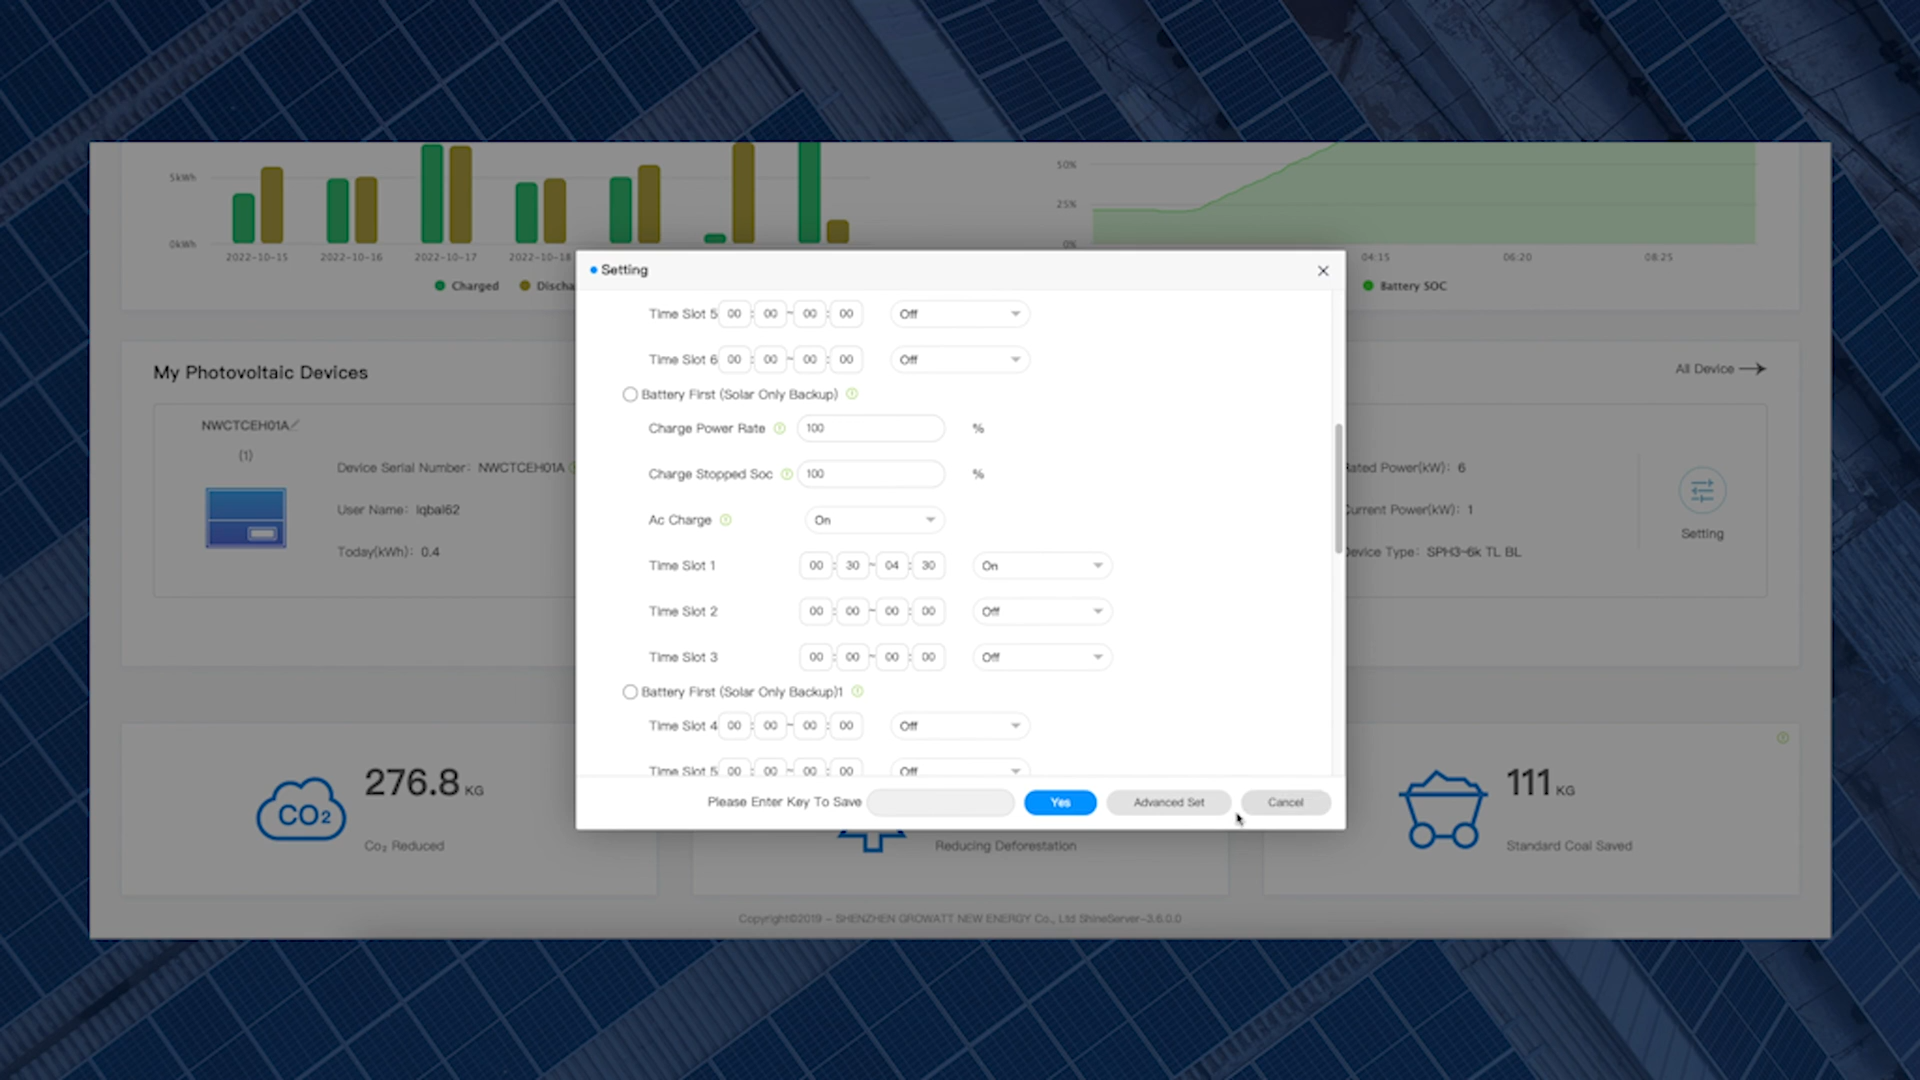 5kWh
0kWh
2022-10-15
2022-10-16
2022-10-17
2022-10-18
Charged
Discha
50%
25%
0%
04:15
06:20
08:25
Battery SOC
Setting
Time Slot 5 00 : 00 ~ 00 : 00 Off
Time Slot 6 00 : 00 ~ 00 : 00 Off
Battery First (Solar Only Backup)
Charge Power Rate 100 %
Charge Stopped Soc 100 %
Ac Charge On
Time Slot 1 00 : 30 ~ 04 : 30 On
Time Slot 2 00 : 00 ~ 00 : 00 Off
Time Slot 3 00 : 00 ~ 00 : 00 Off
Battery First (Solar Only Backup)1
Time Slot 4 00 : 00 ~ 00 : 00 Off
Time Slot 5 00 : 00 ~ 00 : 00 Off
Please Enter Key To Save
Yes
Advanced Set
Cancel
My Photovoltaic Devices
All Device
NWCTCEH01A
(1)
Device Serial Number: NWCTCEH01A
User Name: Iqbal62
Today(kWh): 0.4
Rated Power(kW): 6
Current Power(kW): 1
Device Type: SPH3-6k TL BL
Setting
CO2
276.8 KG
Co₂ Reduced
Reducing Deforestation
111 KG
Standard Coal Saved
Copyright©2019 - SHENZHEN GROWATT NEW ENERGY Co., Ltd ShineServer-3.6.0.0